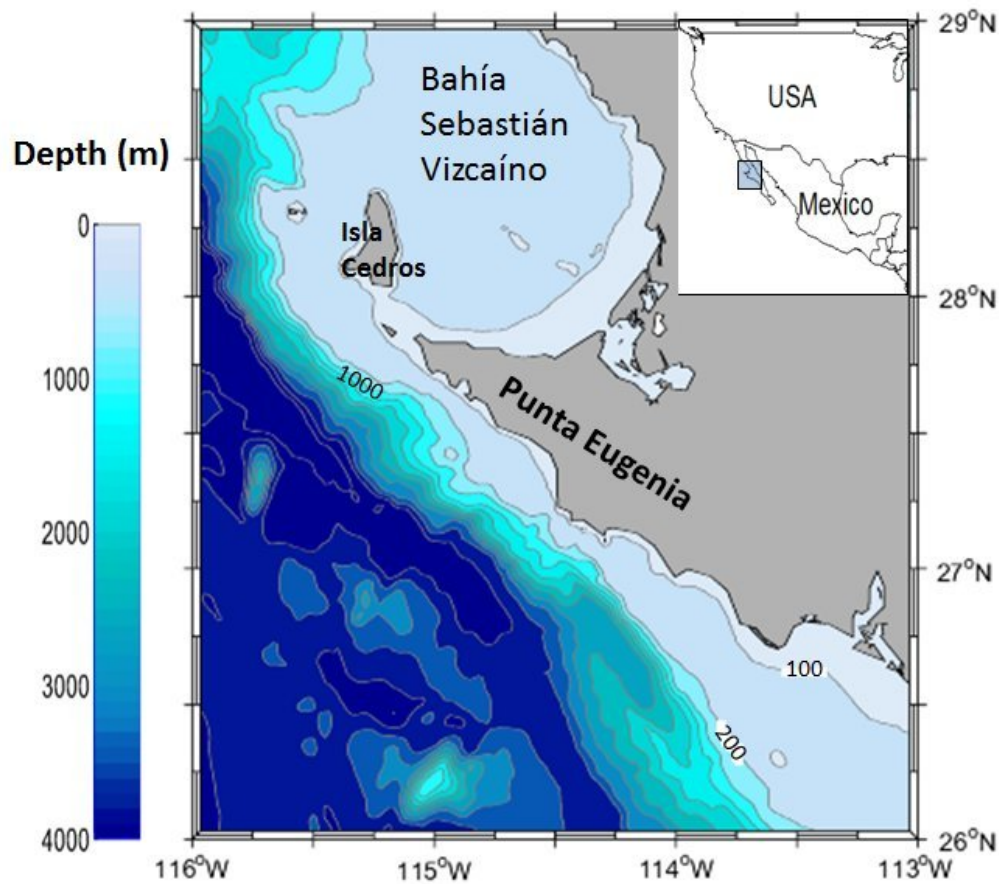 Depth (m)
0
1000
2000
3000
4000
Bahía
Sebastián
Vizcaíno
Isla
Cedros
Punta Eugenia
1000
100
200
USA
Mexico
29°N
28°N
27°N
26°N
116°W
115°W
114°W
113°W